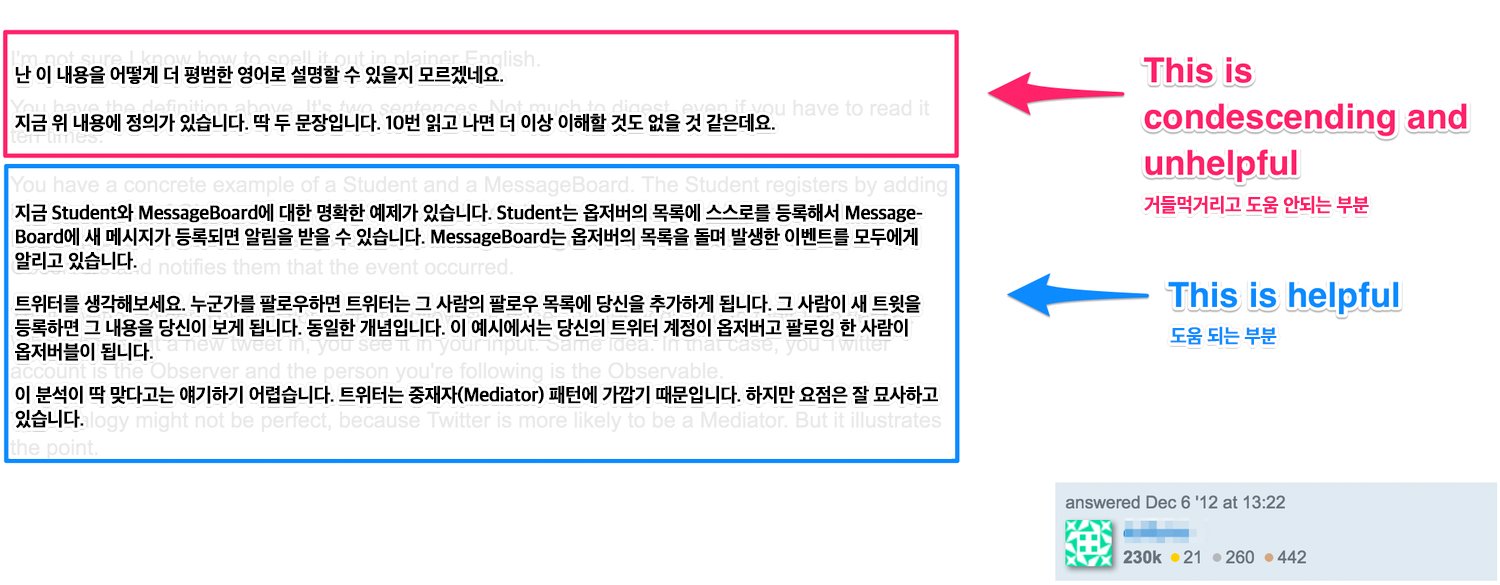 I'm not sure I know how to spell it out in plainer English.
난 이 내용을 어떻게 더 평범한 영어로 설명할 수 있을지 모르겠네요.
You have the definition above. It's two sentences. Not much to digest, even if you have to read it
지금 위 내용에 정의가 있습니다. 딱 두 문장입니다. 10번 읽고 나면 더 이상 이해할 것도 없을 것 같은데요.
ten times.
You have a concrete example of a Student and a MessageBoard. The Student registers by adding
지금 Student와 MessageBoard에 대한 명확한 예제가 있습니다. Student는 옵저버의 목록에 스스로를 등록해서 Message-
Board에 새 메시지가 등록되면 알림을 받을 수 있습니다. MessageBoard는 옵저버의 목록을 돌며 발생한 이벤트를 모두에게
알리고 있습니다.
notifies them that the event occurred.
트위터를 생각해보세요. 누군가를 팔로우하면 트위터는 그 사람의 팔로우 목록에 당신을 추가하게 됩니다. 그 사람이 새 트윗을
등록하면 그 내용을 당신이 보게 됩니다. 동일한 개념입니다. 이 예시에서는 당신의 트위터 계정이 옵저버고 팔로잉 한 사람이
a new tweet in, you see it in your input. Same idea. In that case, you Twitter
옵저버블이 됩니다.
account is the Observer and the person you're following is the Observable.
이 분석이 딱 맞다고는 얘기하기 어렵습니다. 트위터는 중재자(Mediator) 패턴에 가깝기 때문입니다. 하지만 요점은 잘 묘사하고
있습니다.
might not be perfect, because Twitter is more likely to be a Mediator. But it illustrates
the point.
This is
condescending and
unhelpful
거들먹거리고 도움 안되는 부분
This is helpful
도움 되는 부분
answered Dec 6 '12 at 13:22
230k 21 260 442